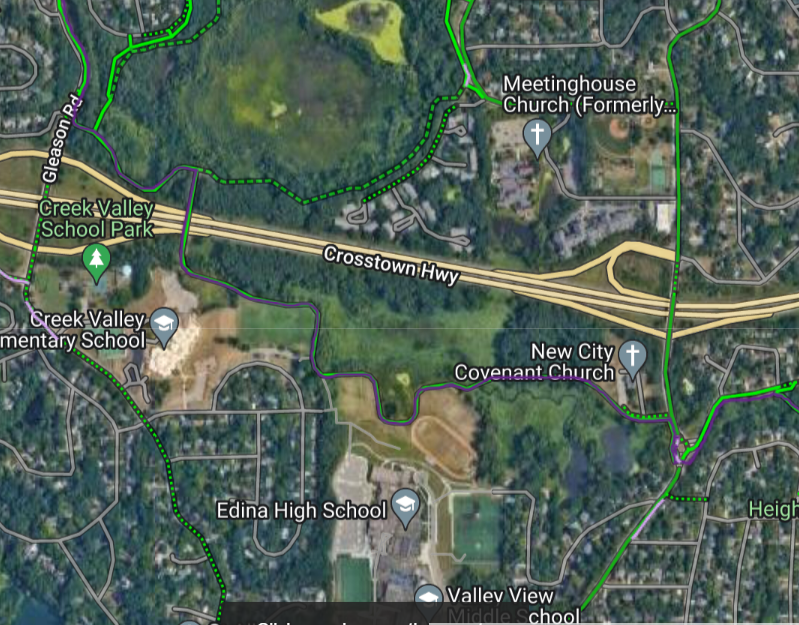 Meetinghouse
Church (Formerly...
Gleason Rd
Creek Valley
School Park
Crosstown Hwy
Creek Valley
mentary School
New City
Covenant Church
Edina High School
Heigh
Valley View
Middle School